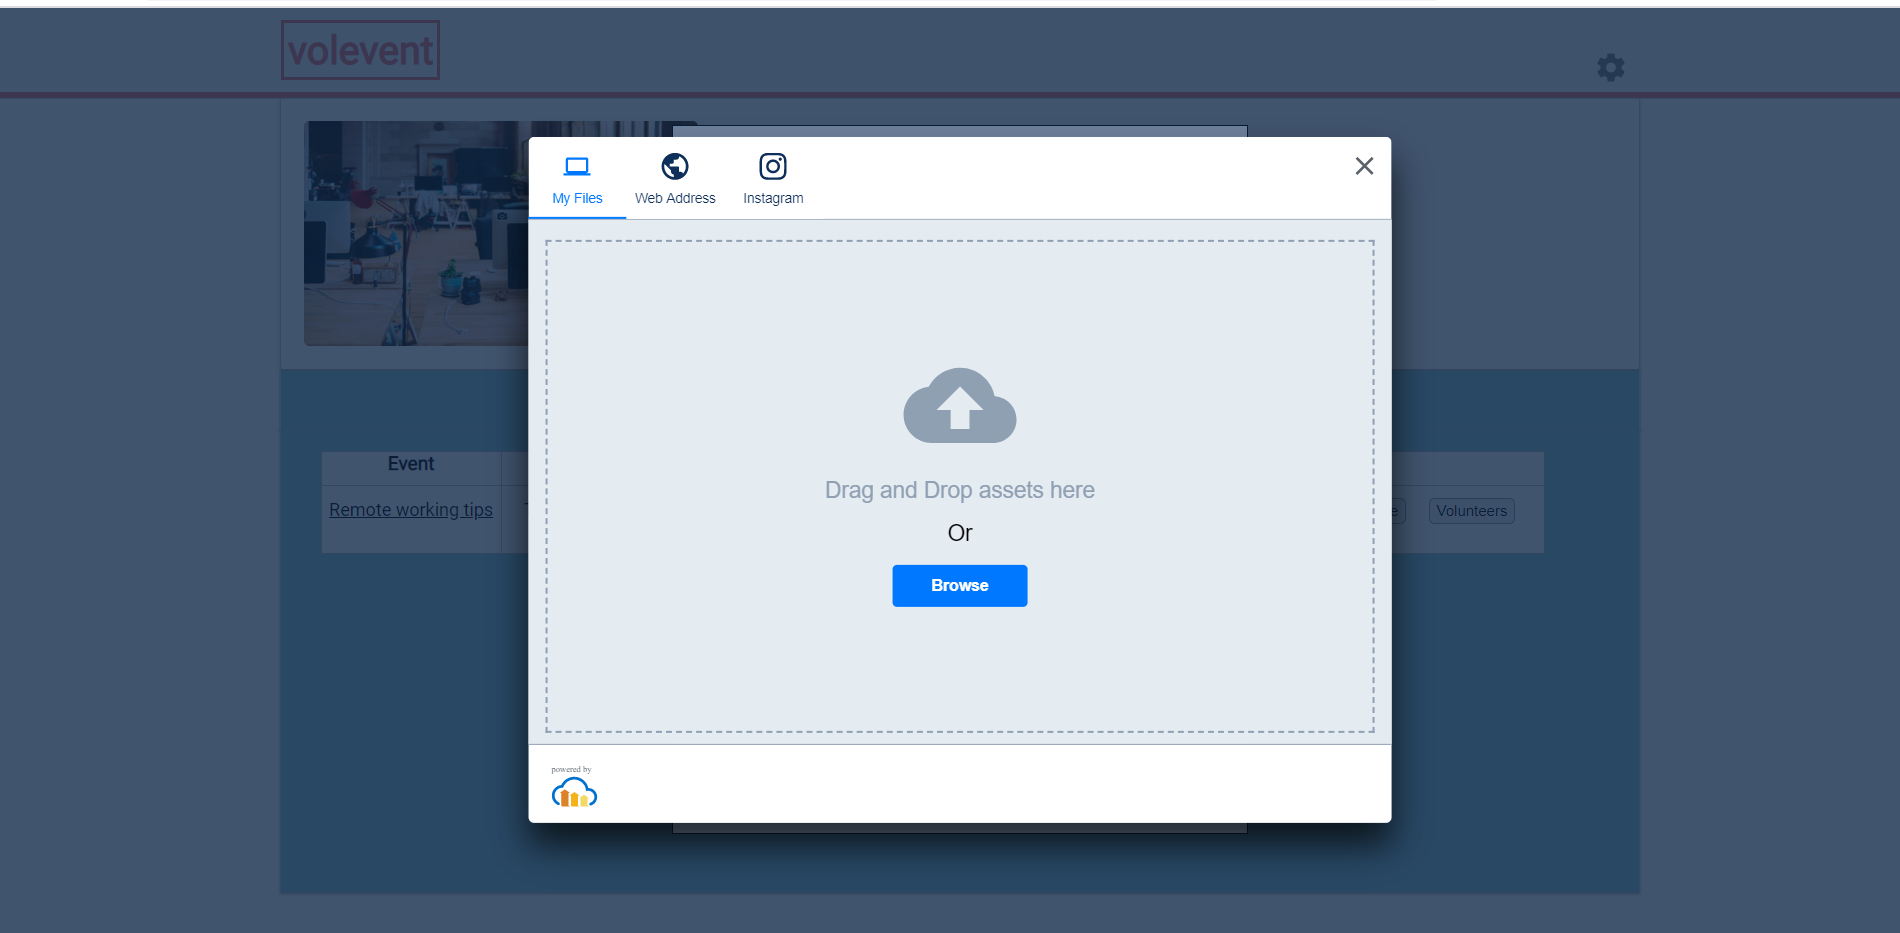 volevent
My Files
Web Address
Instagram
Drag and Drop assets here
Or
Browse
Event
Remote working tips
Volunteers
powered by